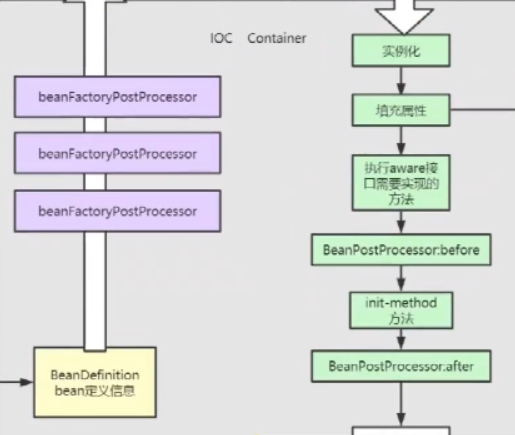 IOC Container
beanFactoryPostProcessor
beanFactoryPostProcessor
beanFactoryPostProcessor
BeanDefinition
bean定义信息
实例化
填充属性
执行aware接
口需要实现的
方法
BeanPostProcessor:before
init-method
方法
BeanPostProcessor:after